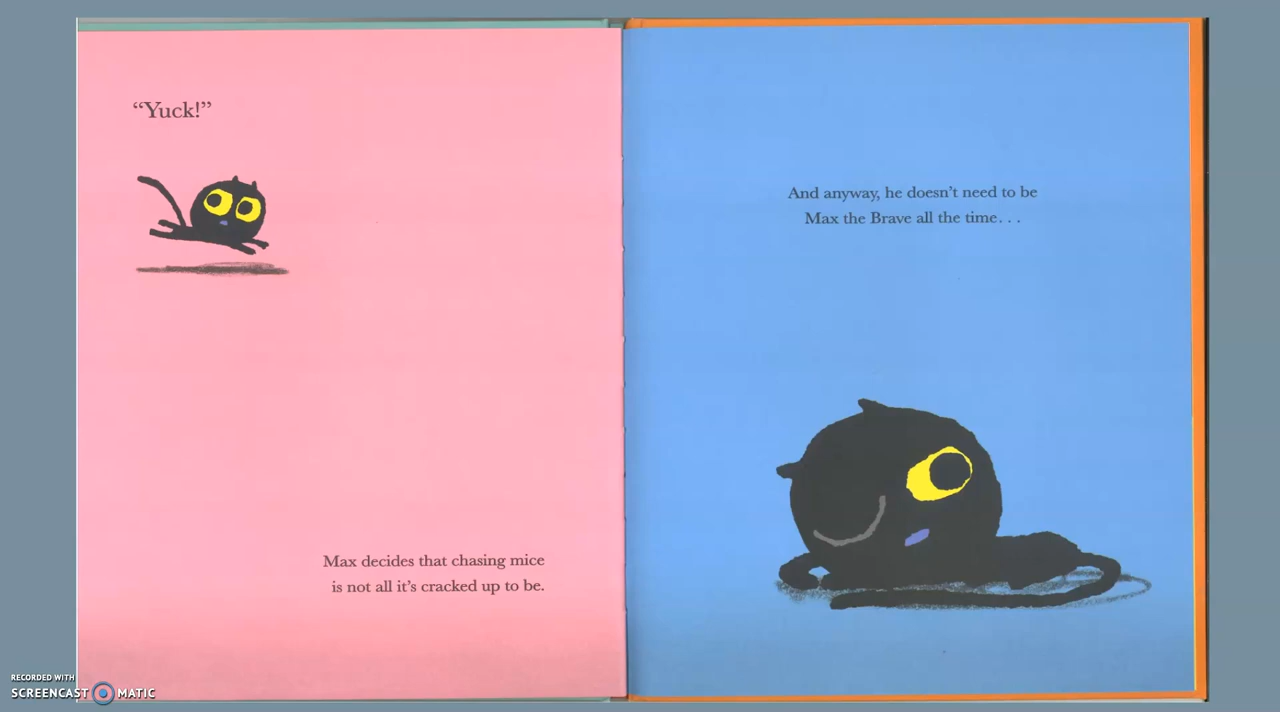 “Yuck!”
Max decides that chasing mice
is not all it’s cracked up to be.
And anyway, he doesn’t need to be
Max the Brave all the time. . .
RECORDED WITH
SCREENCAST MATIC